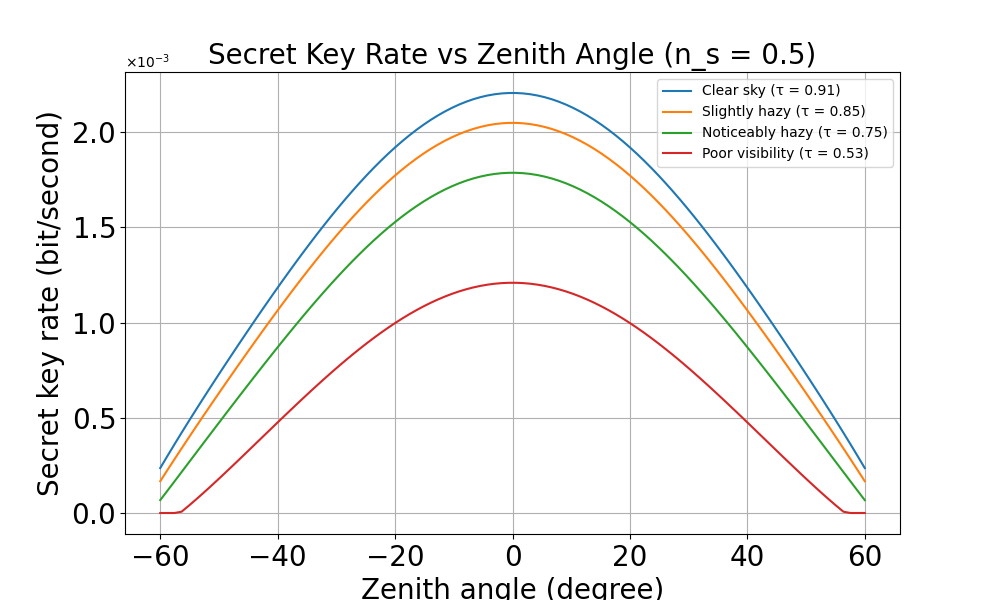 Secret Key Rate vs Zenith Angle (n_s = 0.5)
×10⁻³
Clear sky (τ = 0.91)
Slightly hazy (τ = 0.85)
Noticeably hazy (τ = 0.75)
Poor visibility (τ = 0.53)
Secret key rate (bit/second)
2.0
1.5
1.0
0.5
0.0
−60 −40 −20 0 20 40 60
Zenith angle (degree)